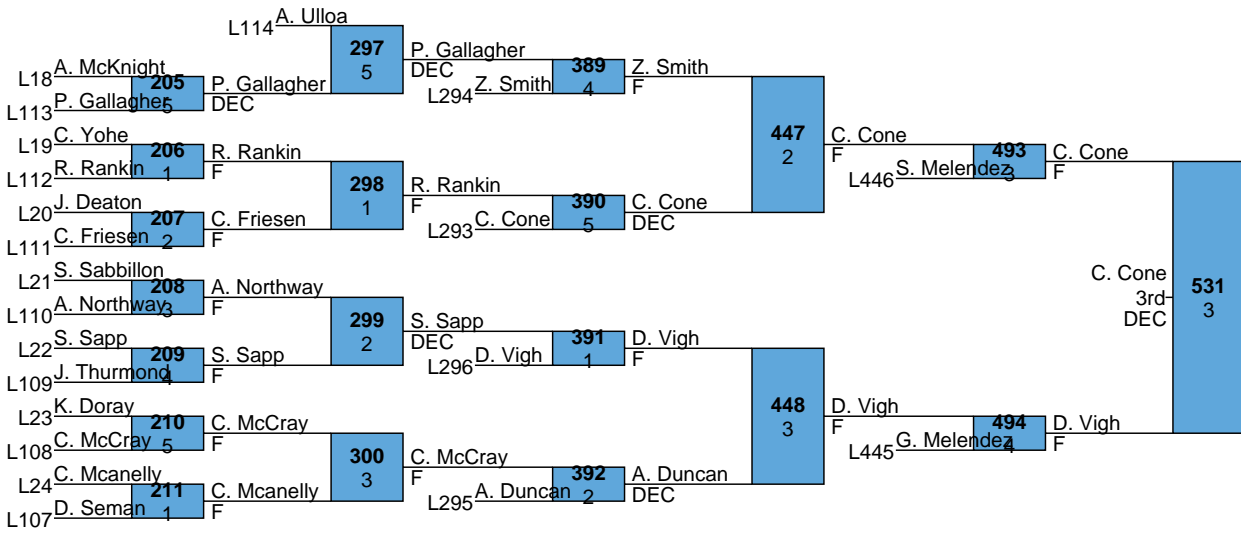 A. Ulloa
L114
297
5
P. Gallagher
DEC
A. McKnight
L18
205
5
P. Gallagher
DEC
P. Gallagher
L113
389
4
Z. Smith
F
Z. Smith
L294
C. Yohe
L19
206
1
R. Rankin
F
R. Rankin
L112
298
1
R. Rankin
F
447
2
C. Cone
F
493
3
C. Cone
F
S. Melendez
L446
J. Deaton
L20
207
2
C. Friesen
F
C. Friesen
L111
390
5
C. Cone
DEC
C. Cone
L293
S. Sabbillon
L21
208
3
A. Northway
F
A. Northway
L110
C. Cone
3rd
DEC
531
3
299
2
S. Sapp
DEC
S. Sapp
L22
209
4
S. Sapp
F
J. Thurmond
L109
391
1
D. Vigh
F
D. Vigh
L296
K. Doray
L23
210
5
C. McCray
F
C. McCray
L108
448
3
D. Vigh
F
494
4
D. Vigh
F
G. Melendez
L445
300
3
C. McCray
F
C. Mcanelly
L24
211
1
C. Mcanelly
F
D. Seman
L107
392
2
A. Duncan
DEC
A. Duncan
L295